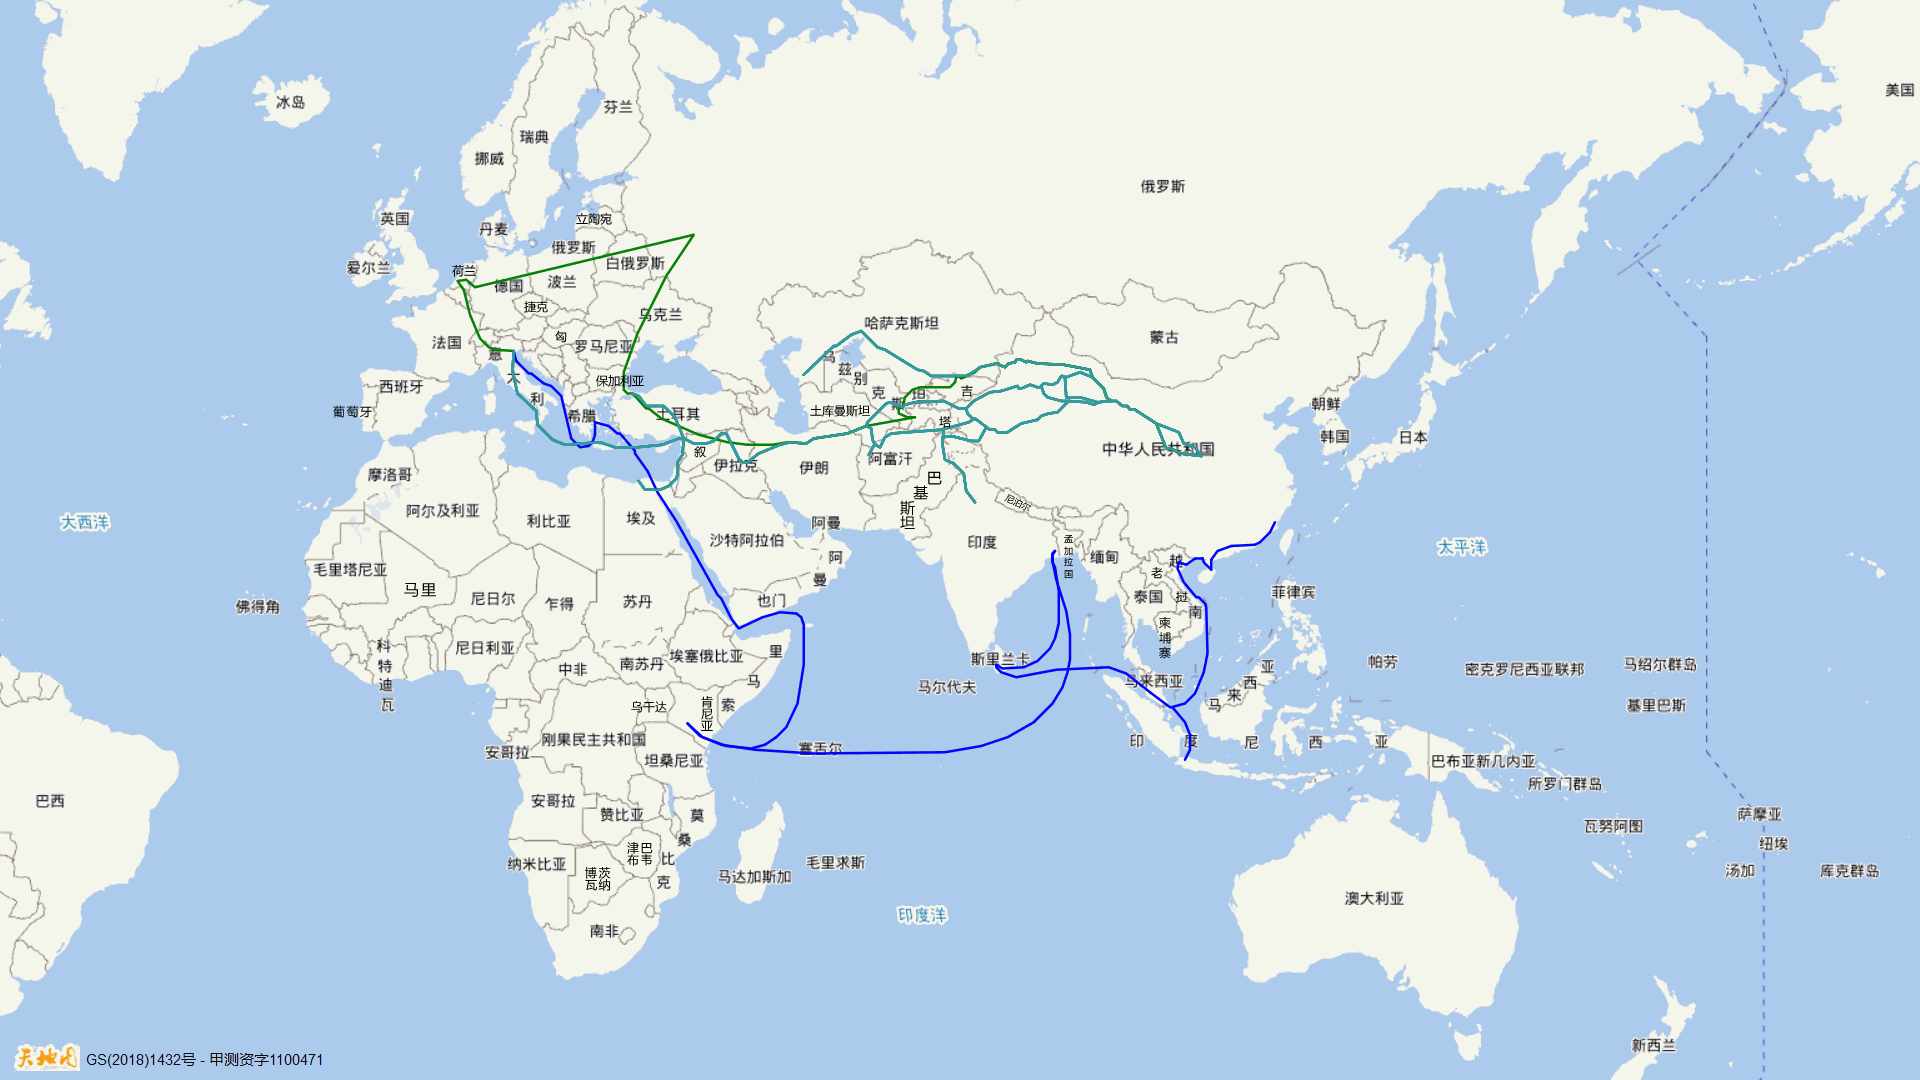 美国
冰岛
芬兰
瑞典
挪威
俄罗斯
英国
立陶宛
丹麦
俄罗斯
白俄罗斯
爱尔兰
荷兰
德国
波兰
捷克
乌克兰
哈萨克斯坦
蒙古
法国
匈
罗马尼亚
意大利
乌兹别克斯坦
保加利亚
西班牙
吉
葡萄牙
希腊
土耳其
土库曼斯坦
塔
朝鲜
韩国
日本
中华人民共和国
叙
伊拉克
伊朗
阿富汗
巴基斯坦
摩洛哥
尼泊尔
阿尔及利亚
利比亚
埃及
大西洋
阿曼
沙特阿拉伯
印度
孟加拉国
缅甸
太平洋
阿曼
越南
老挝
毛里塔尼亚
马里
尼日尔
乍得
苏丹
也门
泰国
菲律宾
佛得角
柬埔寨
科特迪瓦
尼日利亚
中非
南苏丹
埃塞俄比亚
索马里
斯里兰卡
马来西亚
马来西亚
帕劳
密克罗尼西亚联邦
马绍尔群岛
马尔代夫
乌干达
肯尼亚
基里巴斯
安哥拉
刚果民主共和国
坦桑尼亚
塞舌尔
印度尼西亚
巴布亚新几内亚
所罗门群岛
巴西
安哥拉
赞比亚
莫桑比克
萨摩亚
瓦努阿图
纽埃
津巴布韦
纳米比亚
博茨瓦纳
马达加斯加
毛里求斯
汤加
库克群岛
澳大利亚
印度洋
南非
新西兰
天地图
GS(2018)1432号 - 甲测资字1100471